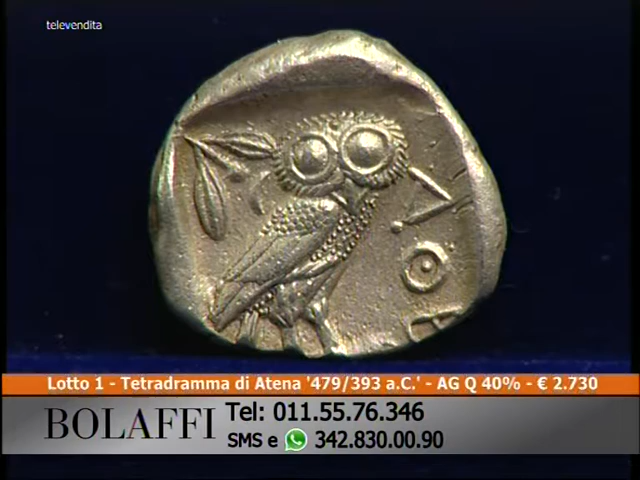 televendita
ΑΘΕ
Lotto 1 - Tetradramma di Atena '479/393 a.C.' - AG Q 40% - € 2.730
BOLAFFI
Tel: 011.55.76.346
SMS e 342.830.00.90